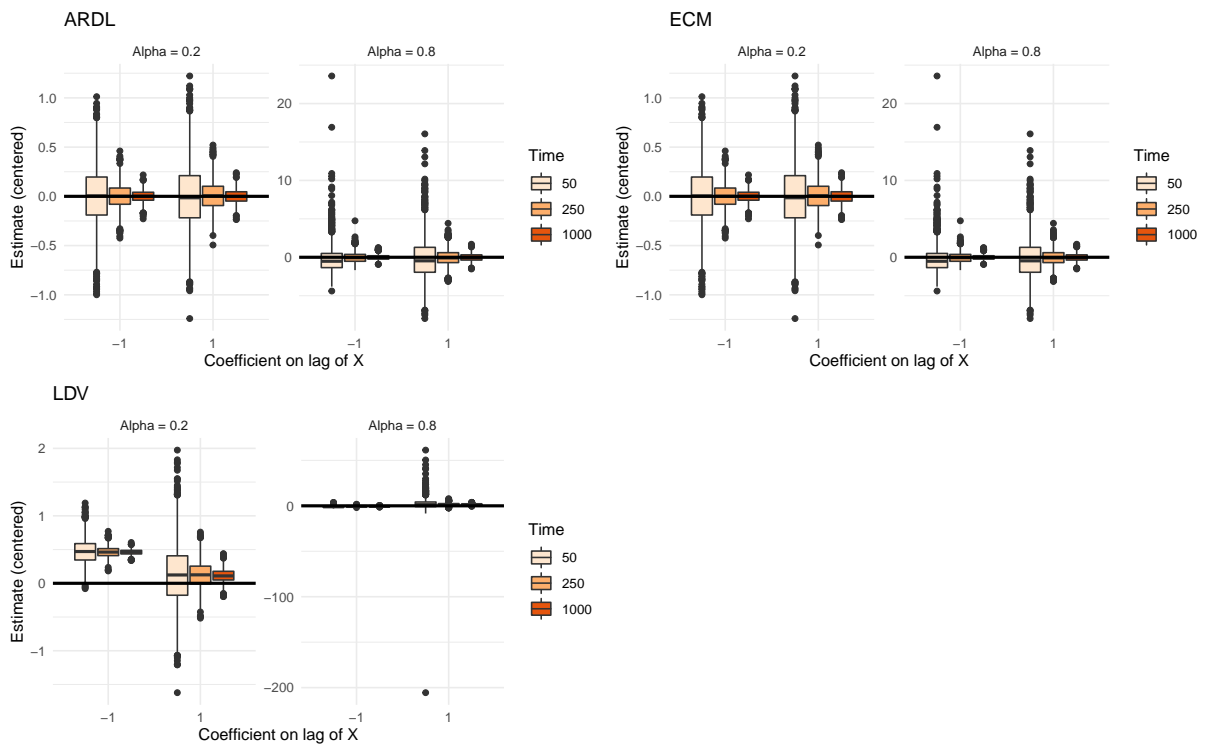 ARDL
Alpha = 0.2
Alpha = 0.8
Estimate (centered)
1.0
0.5
0.0
−0.5
−1.0
20
10
0
−1
1
−1
1
Coefficient on lag of X
Time
50
250
1000
ECM
Alpha = 0.2
Alpha = 0.8
Estimate (centered)
1.0
0.5
0.0
−0.5
−1.0
20
10
0
−1
1
−1
1
Coefficient on lag of X
Time
50
250
1000
LDV
Alpha = 0.2
Alpha = 0.8
Estimate (centered)
2
1
0
−1
0
−100
−200
−1
1
−1
1
Coefficient on lag of X
Time
50
250
1000